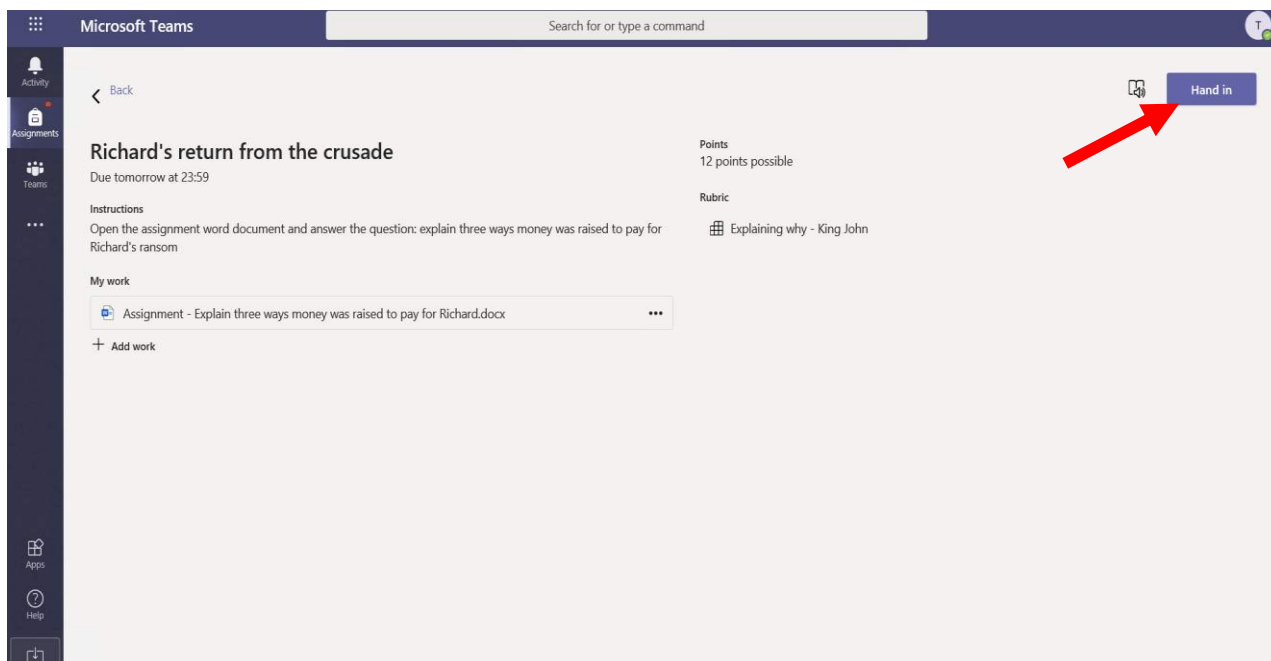 Microsoft Teams
Search for or type a command
T
Activity
Assignments
Teams
Apps
Help
Back
Hand in
Richard's return from the crusade
Due tomorrow at 23:59
Instructions
Open the assignment word document and answer the question: explain three ways money was raised to pay for
Richard's ransom
My work
Assignment - Explain three ways money was raised to pay for Richard.docx
Add work
Points
12 points possible
Rubric
Explaining why - King John